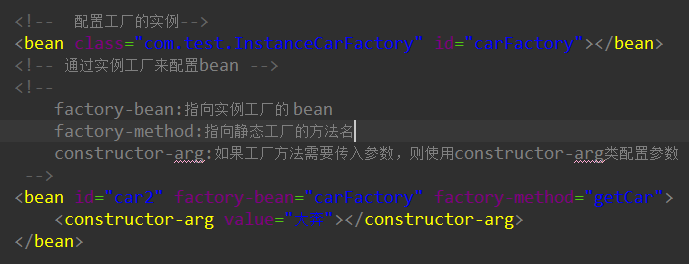 <!--  配置工厂的实例-->
<bean class="com.test.InstanceCarFactory" id="carFactory"></bean>
<!-- 通过实例工厂来配置bean -->
<!--
factory-bean:指向实例工厂的 bean
factory-method:指向静态工厂的方法名
constructor-arg:如果工厂方法需要传入参数，则使用constructor-arg类配置参数
-->
<bean id="car2" factory-bean="carFactory" factory-method="getCar">
<constructor-arg value="大奔"></constructor-arg>
</bean>